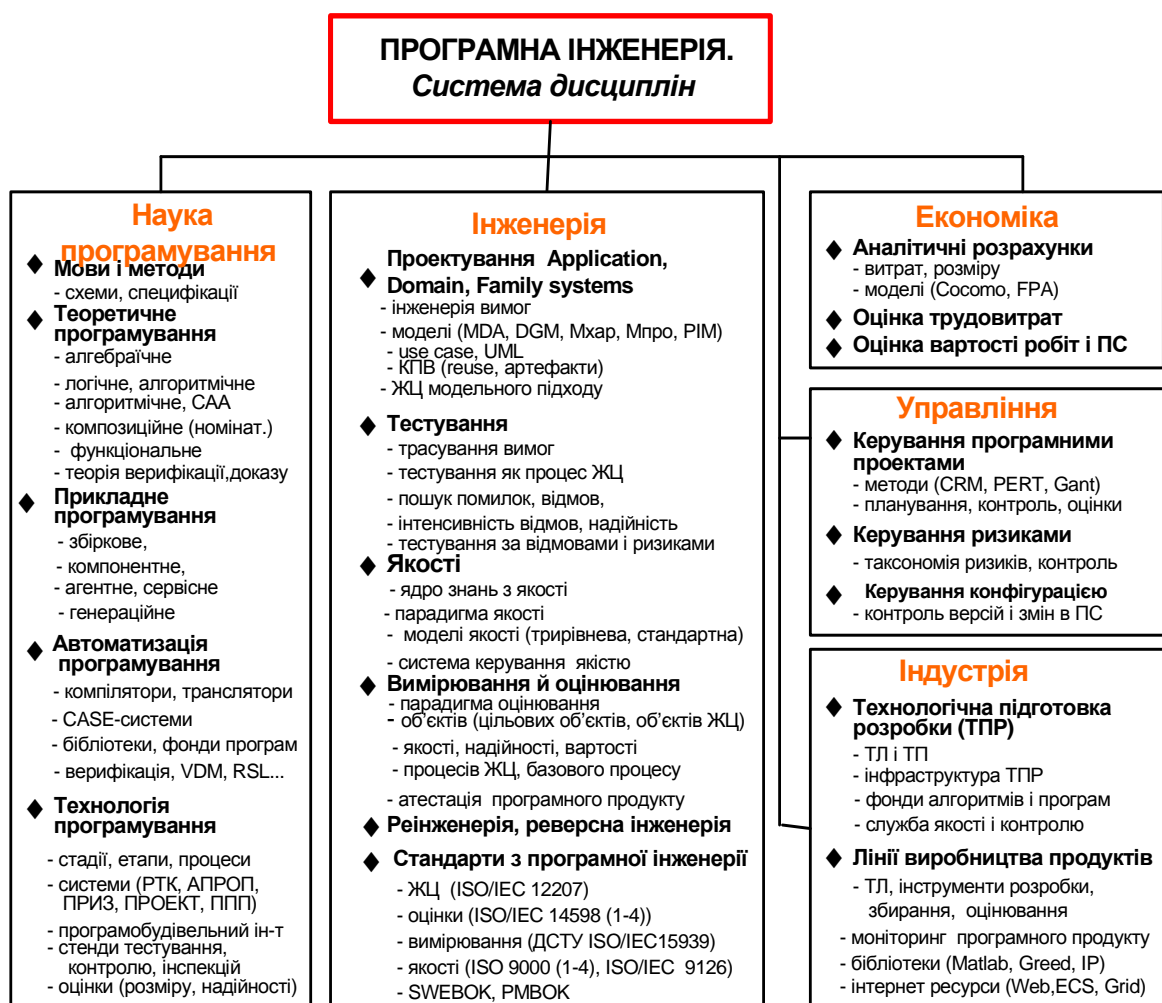 ПРОГРАМНА ІНЖЕНЕРІЯ.
Система дисциплін
Наука
програмування
♦ Мови і методи
- схеми, специфікації
♦ Теоретичне
програмування
- алгебраїчне
- логічне, алгоритмічне
- алгоритмічне, САА
- композиційне (номінат.)
- функціональне
- теорія верифікації,доказу
♦ Прикладне
програмування
- збіркове,
- компонентне,
- агентне, сервісне
- генераційне
♦ Автоматизація
програмування
- компілятори, транслятори
- CASE-системи
- бібліотеки, фонди програм
- верифікація, VDM, RSL...
♦ Технологія
програмування
- стадії, етапи, процеси
- системи (РТК, АПРОП,
ПРИЗ, ПРОЕКТ, ППП)
- програмобудівельний ін-т
- стенди тестування,
контролю, інспекцій
- оцінки (розміру, надійності)
Інженерія
♦ Проектування Application,
Domain, Family systems
- інженерія вимог
- моделі (MDA, DGM, Мхар, Мпро, PIM)
- use case, UML
- КПВ (reuse, артефакти)
- ЖЦ модельного підходу
♦ Тестування
- трасування вимог
- тестування як процес ЖЦ
- пошук помилок, відмов,
- інтенсивність відмов, надійність
- тестування за відмовами і ризиками
♦ Якості
- ядро знань з якості
- парадигма якості
- моделі якості (трирівнева, стандартна)
- система керування якістю
♦ Вимірювання й оцінювання
- парадигма оцінювання
- об'єктів (цільових об'єктів, об'єктів ЖЦ)
- якості, надійності, вартості
- процесів ЖЦ, базового процесу
- атестація програмного продукту
♦ Реінженерія, реверсна інженерія
♦ Стандарти з програмної інженерії
- ЖЦ (ISO/IEC 12207)
- оцінки (ISO/IEC 14598 (1-4))
- вимірювання (ДСТУ ISO/IEC15939)
- якості (ISO 9000 (1-4), ISO/IEC 9126)
- SWEBOK, PMBOK
Економіка
♦ Аналітичні розрахунки
- витрат, розміру
- моделі (Cocomo, FPA)
♦ Оцінка трудовитрат
♦ Оцінка вартості робіт і ПС
Управління
♦ Керування програмними
проектами
- методи (CRM, PERT, Gant)
- планування, контроль, оцінки
♦ Керування ризиками
- таксономія ризиків, контроль
♦ Керування конфігурацією
- контроль версій і змін в ПС
Індустрія
♦ Технологічна підготовка
розробки (ТПР)
- ТЛ і ТП
- інфраструктура ТПР
- фонди алгоритмів і програм
- служба якості і контролю
♦ Лінії виробництва продуктів
- ТЛ, інструменти розробки,
збирання, оцінювання
- моніторинг програмного продукту
- бібліотеки (Matlab, Greed, IP)
- інтернет ресурси (Web,ECS, Grid)